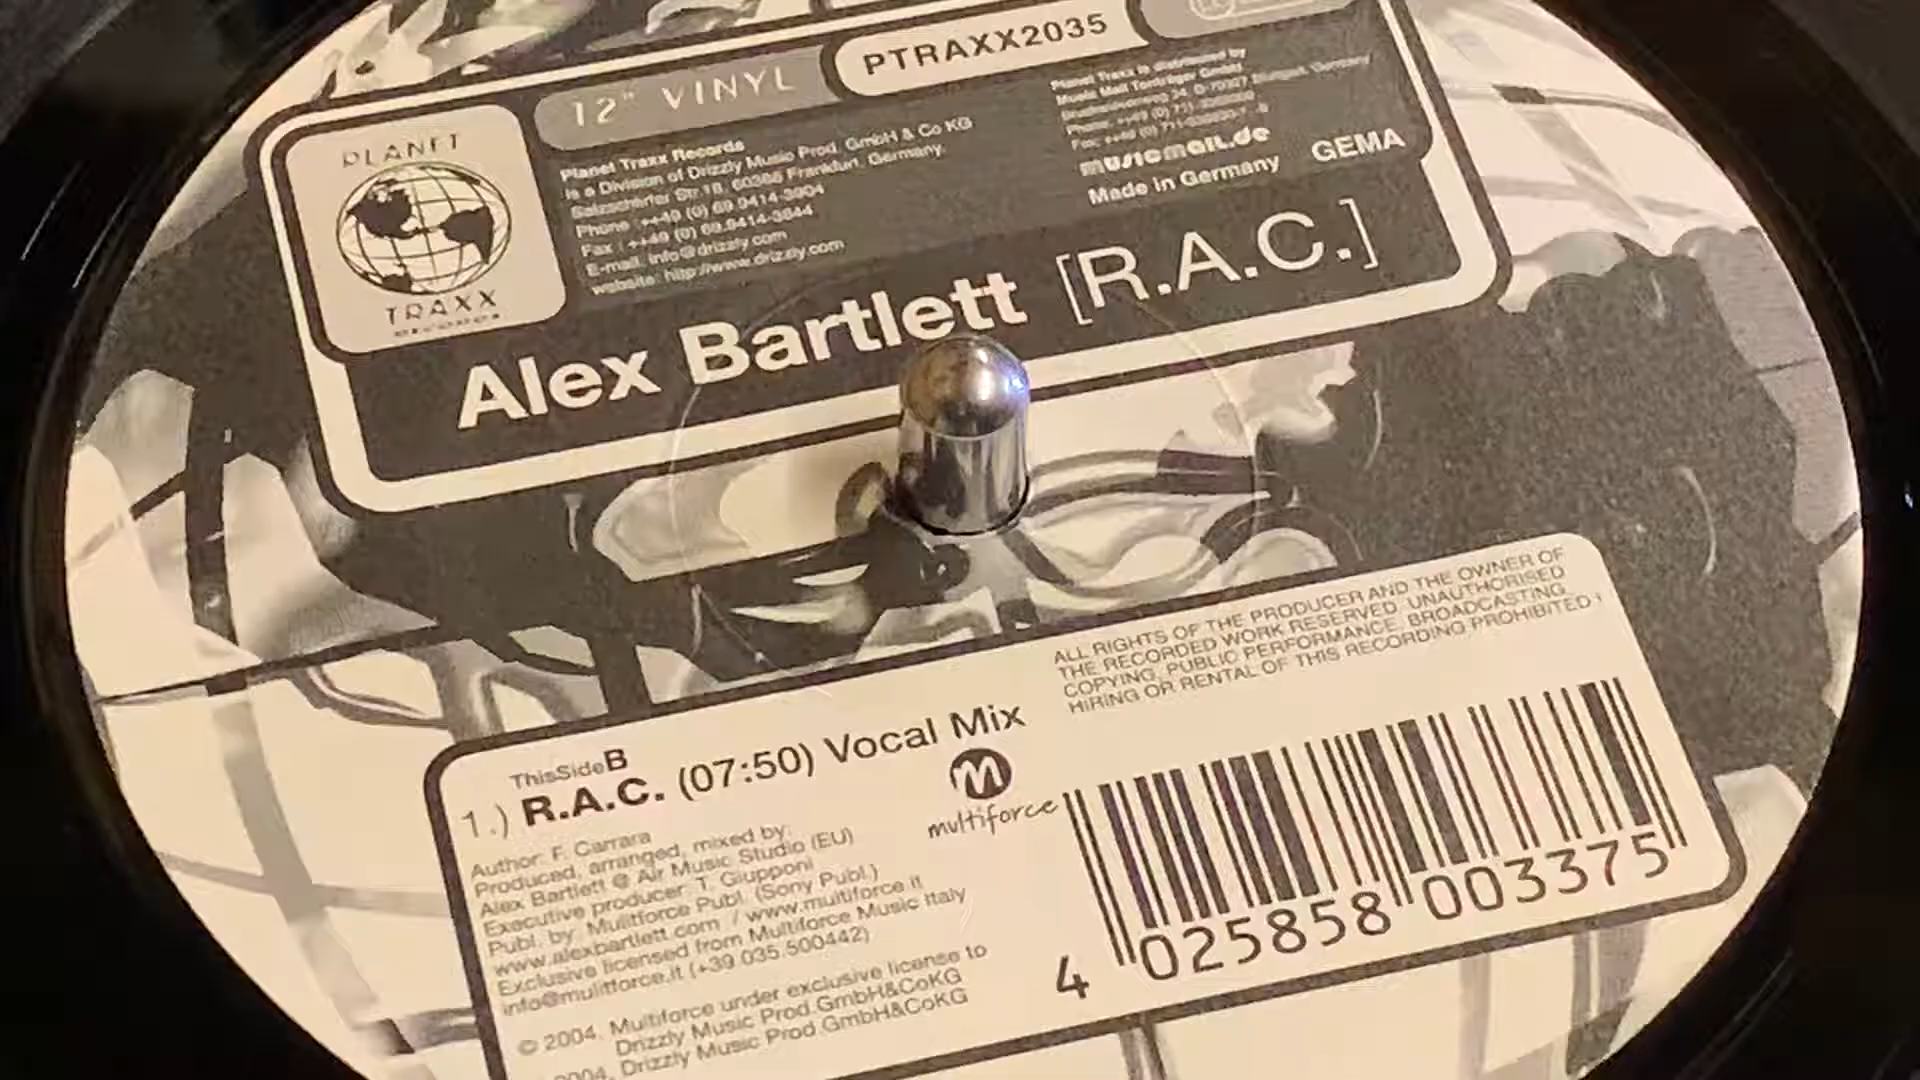 12" VINYL
PTRAXX2035
PLANET
TRAXX
RECORDS
Planet Traxx Records
is a Division of Drizzly Music Prod. GmbH & Co KG
Salzschlirfer Str.18, 60386 Frankfurt, Germany.
Phone : ++49 (0) 69.9414-3904
Fax : ++49 (0) 69.9414-3844
E-mail: info@drizzly.com
website: http://www.drizzly.com
Planet Traxx is distributed by
Music Mail Tonträger GmbH
musicmail.de
Made in Germany
GEMA
Alex Bartlett [R.A.C.]
ALL RIGHTS OF THE PRODUCER AND THE OWNER OF
THE RECORDED WORK RESERVED. UNAUTHORISED
COPYING, PUBLIC PERFORMANCE, BROADCASTING,
HIRING OR RENTAL OF THIS RECORDING PROHIBITED !
ThisSideB
1.) R.A.C. (07:50) Vocal Mix
multiforce
Author: F. Carrara
Produced, arranged, mixed by:
Alex Bartlett @ Air Music Studio (EU)
Executive producer: T. Giupponi
Publ. by: Mulitforce Publ. (Sony Publ.)
www.alexbartlett.com / www.multiforce.it
Exclusive licensed from Multiforce Music Italy
info@mulitforce.it (+39 035.500442)
© 2004, Multiforce under exclusive license to
Drizzly Music Prod.GmbH&CoKG
2004, Drizzly Music Prod.GmbH&CoKG
4 025858 003375